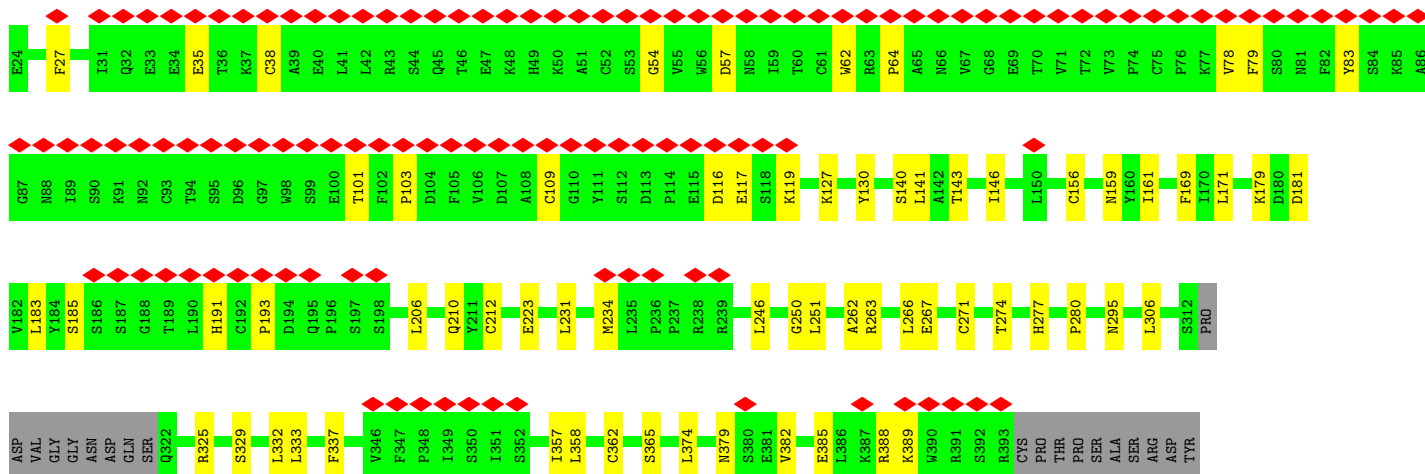 E24 F27 I31 Q32 E33 E34 E35 T36 K37 C38 A39 E40 L41 L42 R43 S44 Q45 T46 E47 K48 H49 K50 A51 C52 S53 G54 V55 W56 D57 N58 I59 T60 C61 W62 R63 P64 A65 N66 V67 G68 E69 T70 V71 T72 V73 P74 C75 P76 K77 V78 F79 S80 N81 F82 Y83 S84 K85 A86
G87 N88 I89 S90 K91 N92 C93 T94 S95 D96 G97 W98 S99 E100 T101 F102 P103 D104 F105 V106 D107 A108 C109 G110 Y111 S112 D113 P114 E115 D116 E117 S118 K119 K127 Y130 S140 L141 A142 T143 I146 L150 C156 N159 Y160 I161 F169 I170 L171 K179 D180 D181
V182 L183 Y184 S185 S186 S187 G188 T189 L190 H191 C192 P193 D194 Q195 P196 S197 S198 L206 Q210 Y211 C212 E223 L231 M234 L235 P236 P237 R238 R239 L246 G250 L251 A262 R263 L266 E267 C271 T274 H277 P280 N295 L306 S312 PRO
ASP VAL GLY GLY ASN ASP GLN SER Q322 R325 S329 L332 L333 F337 V346 F347 P348 I349 S350 I351 S352 I357 L358 C362 S365 L374 N379 S380 E381 V382 E385 L386 K387 R388 K389 W390 R391 S392 R393 CYS PRO THR PRO PRO SER ALA SER ARG ASP TYR